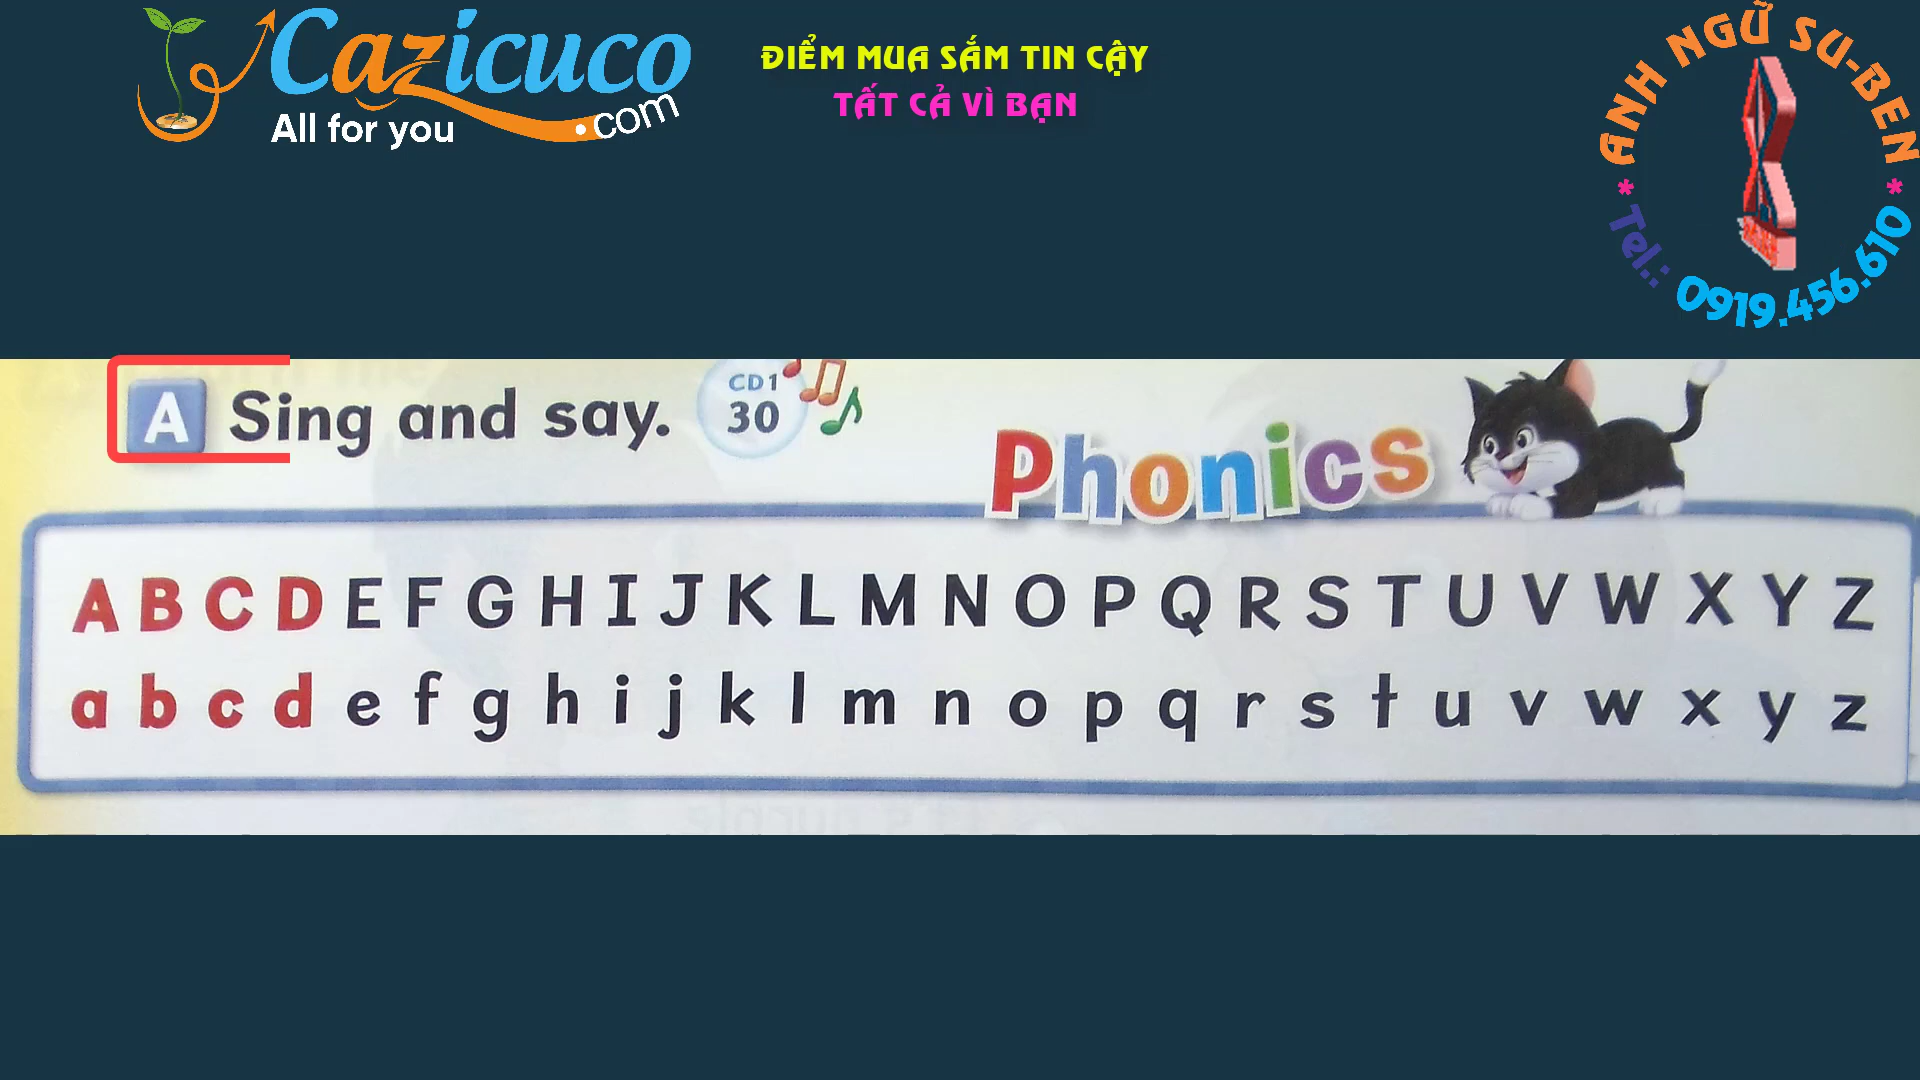 Cazicuco
.com
All for you
ĐIỂM MUA SẮM TIN CẬY
TẤT CẢ VÌ BẠN
ANH NGỮ SU-BEN
* Tel.: 0919.456.610 *
A Sing and say.
CD1
30
Phonics
A B C D E F G H I J K L M N O P Q R S T U V W X Y Z
a b c d e f g h i j k l m n o p q r s t u v w x y z